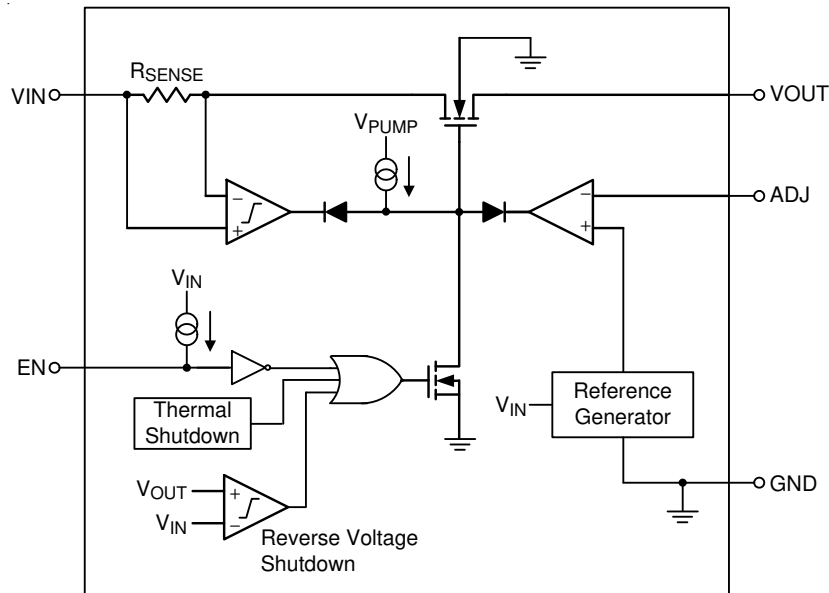 RSENSE
VIN
VOUT
VPUMP
ADJ
−
+
−
+
VIN
EN
Thermal
Shutdown
VIN
Reference
Generator
VOUT
+
VIN
−
GND
Reverse Voltage
Shutdown